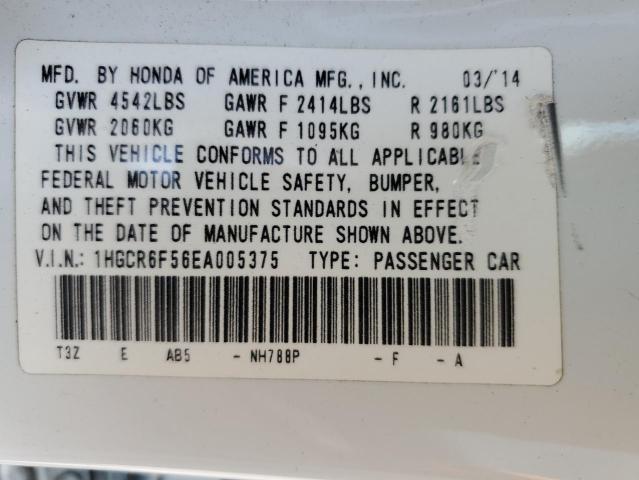 MFD. BY HONDA OF AMERICA MFG., INC. 03/'14
GVWR 4542LBS GAWR F 2414LBS R 2161LBS
GVWR 2060KG GAWR F 1095KG R 980KG
THIS VEHICLE CONFORMS TO ALL APPLICABLE
FEDERAL MOTOR VEHICLE SAFETY, BUMPER,
AND THEFT PREVENTION STANDARDS IN EFFECT
ON THE DATE OF MANUFACTURE SHOWN ABOVE.
V.I.N.: 1HGCR6F56EA005375 TYPE: PASSENGER CAR
T3Z E AB5 - NH788P - F - A